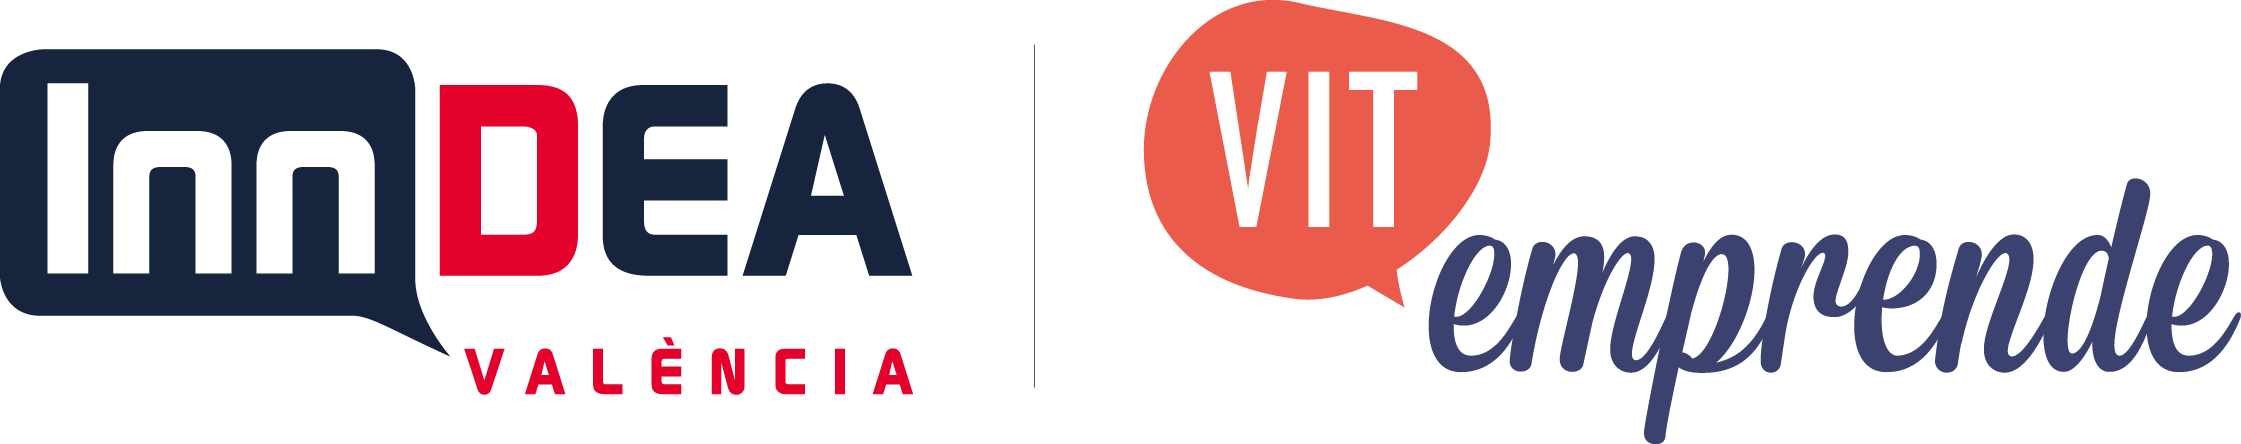 InnDEA
VALÈNCIA
VIT
emprende